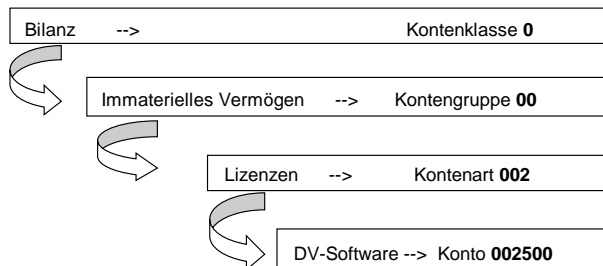 Bilanz --> Kontenklasse 0
Immaterielles Vermögen --> Kontengruppe 00
Lizenzen --> Kontenart 002
DV-Software --> Konto 002500